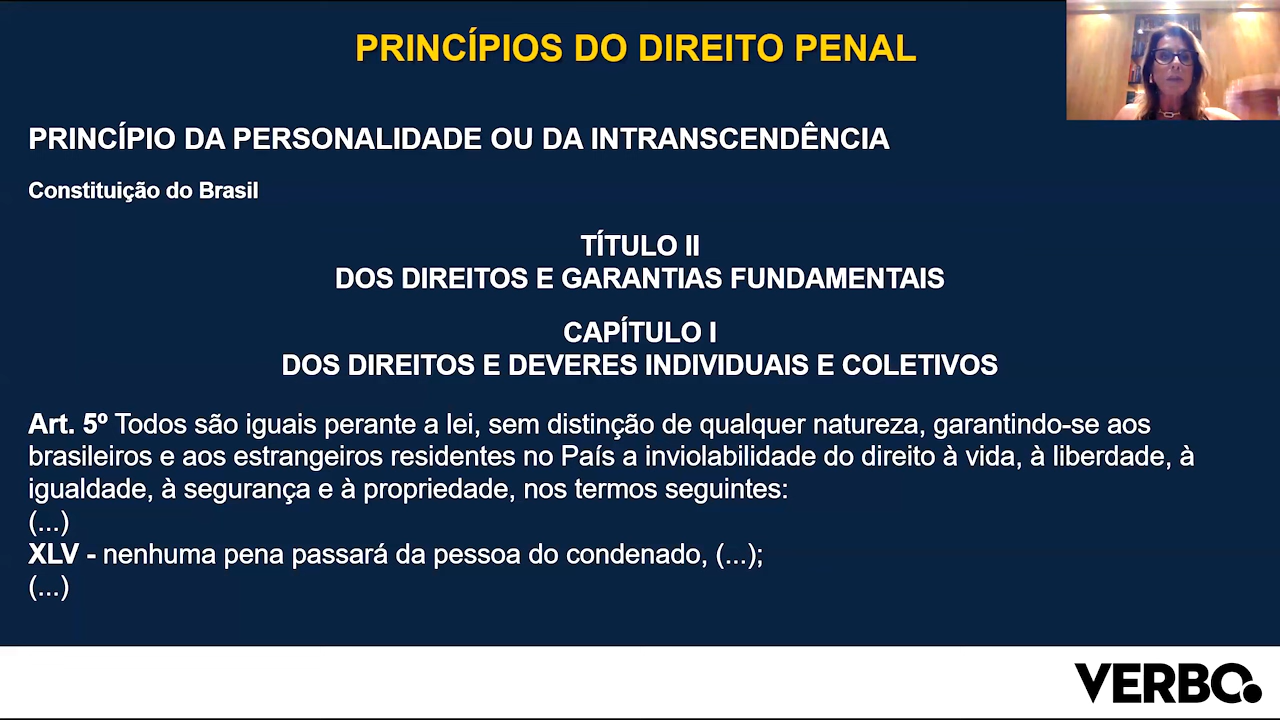 PRINCÍPIOS DO DIREITO PENAL
PRINCÍPIO DA PERSONALIDADE OU DA INTRANSCENDÊNCIA
Constituição do Brasil
TÍTULO II
DOS DIREITOS E GARANTIAS FUNDAMENTAIS
CAPÍTULO I
DOS DIREITOS E DEVERES INDIVIDUAIS E COLETIVOS
Art. 5º Todos são iguais perante a lei, sem distinção de qualquer natureza, garantindo-se aos
brasileiros e aos estrangeiros residentes no País a inviolabilidade do direito à vida, à liberdade, à
igualdade, à segurança e à propriedade, nos termos seguintes:
(...)
XLV - nenhuma pena passará da pessoa do condenado, (...);
(...)
VERBO.